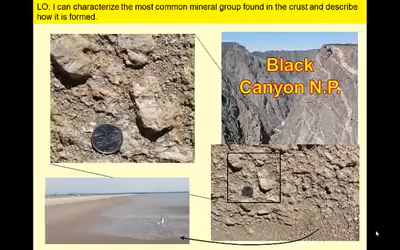 LO: I can characterize the most common mineral group found in the crust and describe
how it is formed.
Black
Canyon N.P.